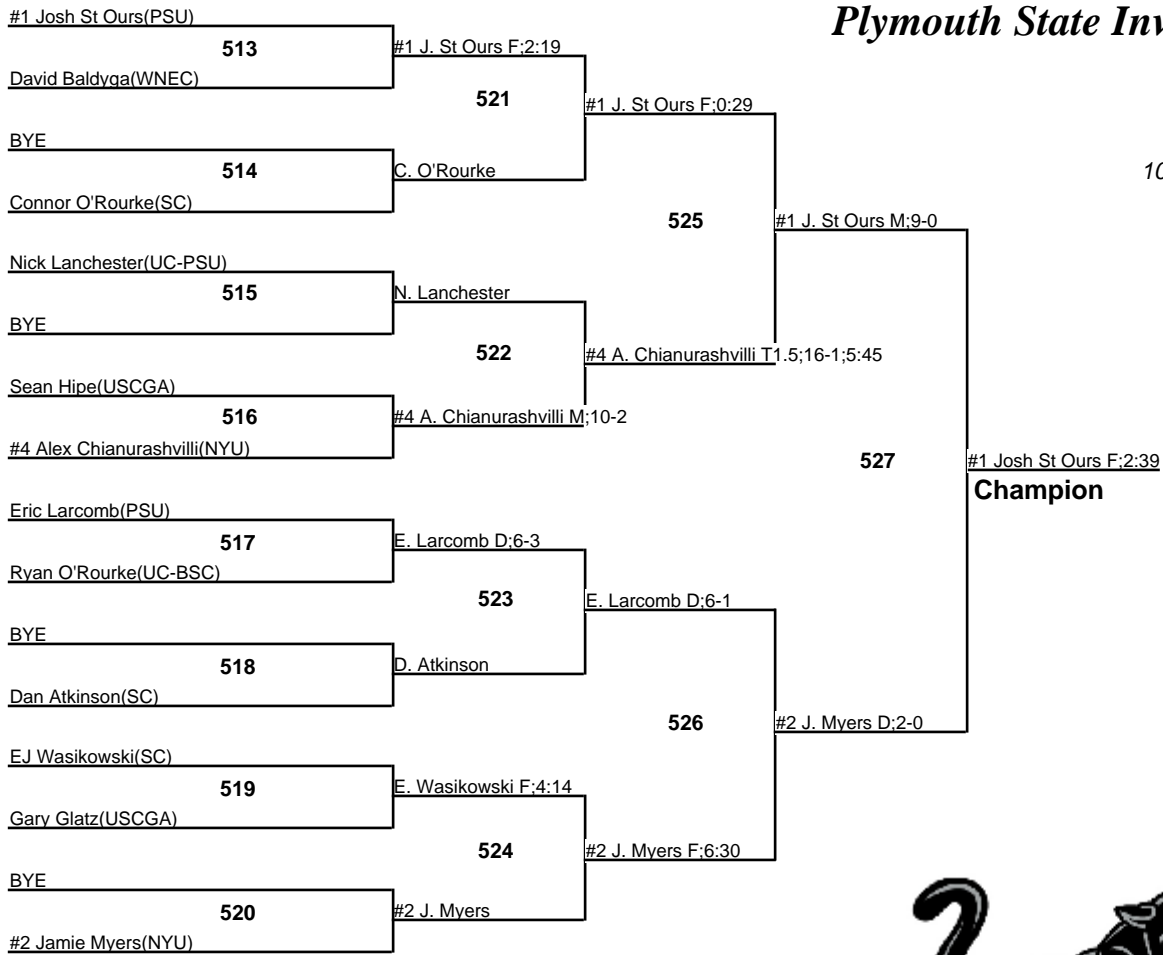 #1 Josh St Ours(PSU)
Plymouth State Inv
513
#1 J. St Ours F;2:19
David Baldyga(WNEC)
521
#1 J. St Ours F;0:29
BYE
514
C. O'Rourke
10
Connor O'Rourke(SC)
525
#1 J. St Ours M;9-0
Nick Lanchester(UC-PSU)
515
N. Lanchester
BYE
522
#4 A. Chianurashvilli T1.5;16-1;5:45
Sean Hipe(USCGA)
516
#4 A. Chianurashvilli M;10-2
#4 Alex Chianurashvilli(NYU)
527
#1 Josh St Ours F;2:39
Champion
Eric Larcomb(PSU)
517
E. Larcomb D;6-3
Ryan O'Rourke(UC-BSC)
523
E. Larcomb D;6-1
BYE
518
D. Atkinson
Dan Atkinson(SC)
526
#2 J. Myers D;2-0
EJ Wasikowski(SC)
519
E. Wasikowski F;4:14
Gary Glatz(USCGA)
524
#2 J. Myers F;6:30
BYE
520
#2 J. Myers
#2 Jamie Myers(NYU)